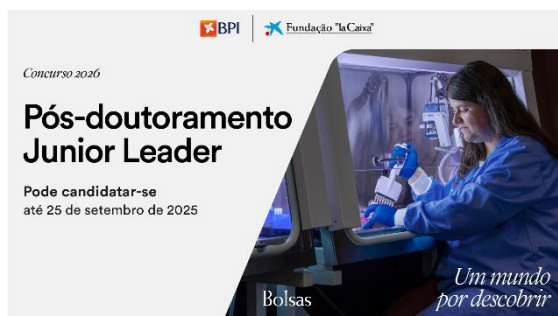 BPI
Fundação "la Caixa"
Concurso 2026
Pós-doutoramento
Junior Leader
Pode candidatar-se
até 25 de setembro de 2025
Bolsas
Um mundo
por descobrir